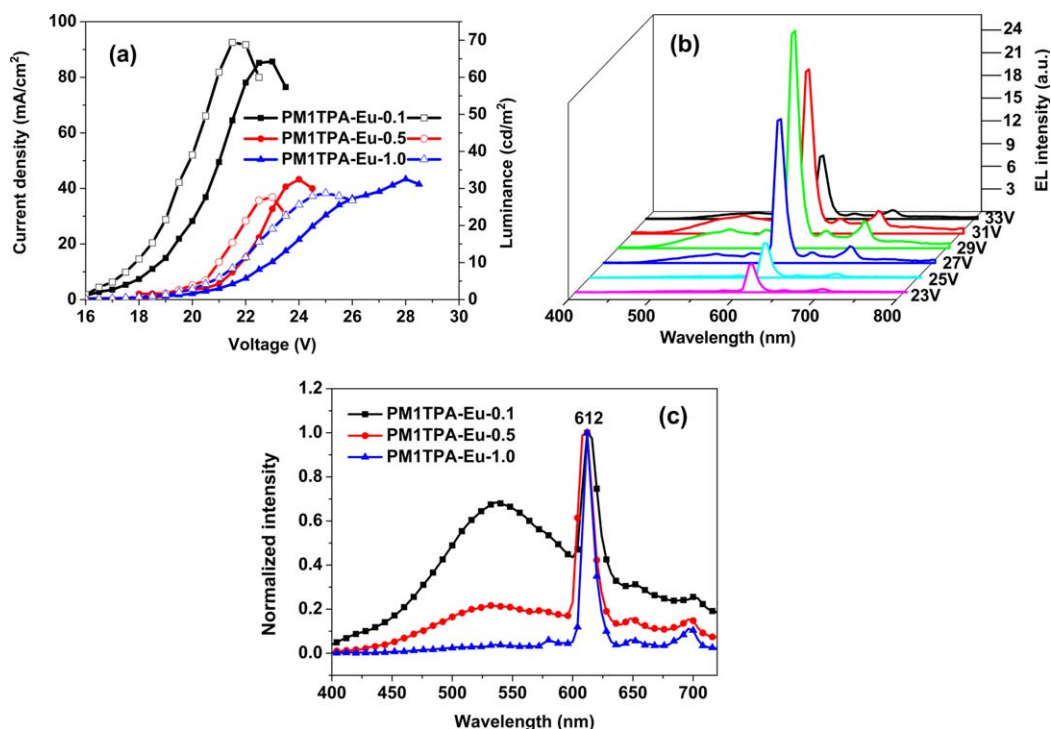 (a)
Current density (mA/cm²)
100
80
60
40
20
0
PM1TPA-Eu-0.1
PM1TPA-Eu-0.5
PM1TPA-Eu-1.0
70
60
50
40
30
20
10
0
Luminance (cd/m²)
16 18 20 22 24 26 28 30
Voltage (V)
(b)
24
21
18
15
12
9
6
3
EL intensity (a.u.)
33V
31V
29V
27V
25V
23V
400 500 600 700 800
Wavelength (nm)
(c)
Normalized intensity
1.2
1.0
0.8
0.6
0.4
0.2
0.0
PM1TPA-Eu-0.1
PM1TPA-Eu-0.5
PM1TPA-Eu-1.0
612
400 450 500 550 600 650 700
Wavelength (nm)